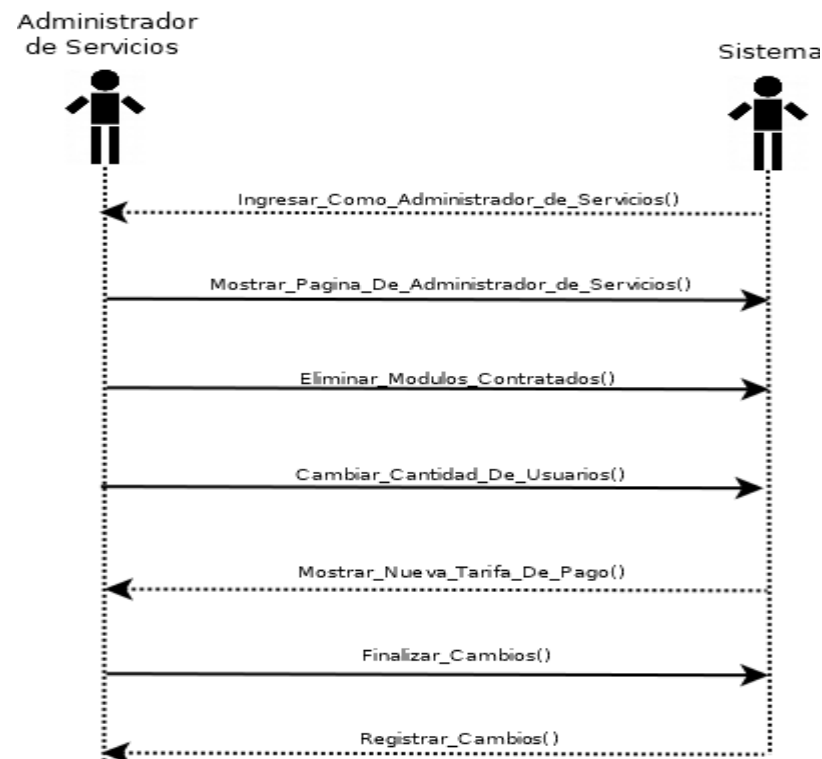 Administrador
de Servicios
Sistema
Ingresar_Como_Administrador_de_Servicios()
Mostrar_Pagina_De_Administrador_de_Servicios()
Eliminar_Modulos_Contratados()
Cambiar_Cantidad_De_Usuarios()
Mostrar_Nueva_Tarifa_De_Pago()
Finalizar_Cambios()
Registrar_Cambios()